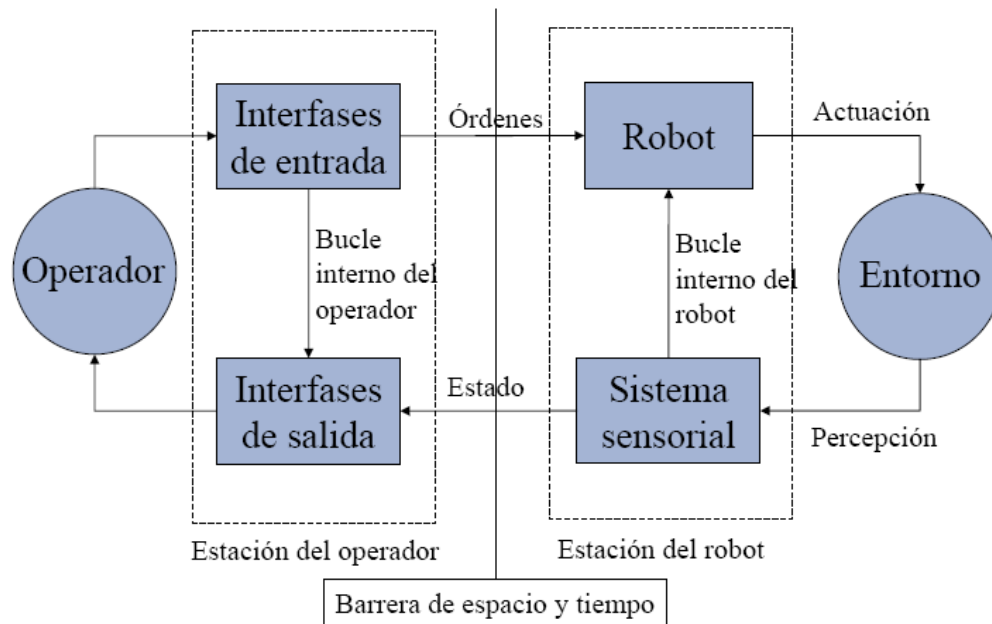 Operador
Interfases
de entrada
Bucle
interno del
operador
Interfases
de salida
Estación del operador
Órdenes
Estado
Barrera de espacio y tiempo
Robot
Bucle
interno del
robot
Sistema
sensorial
Estación del robot
Actuación
Entorno
Percepción